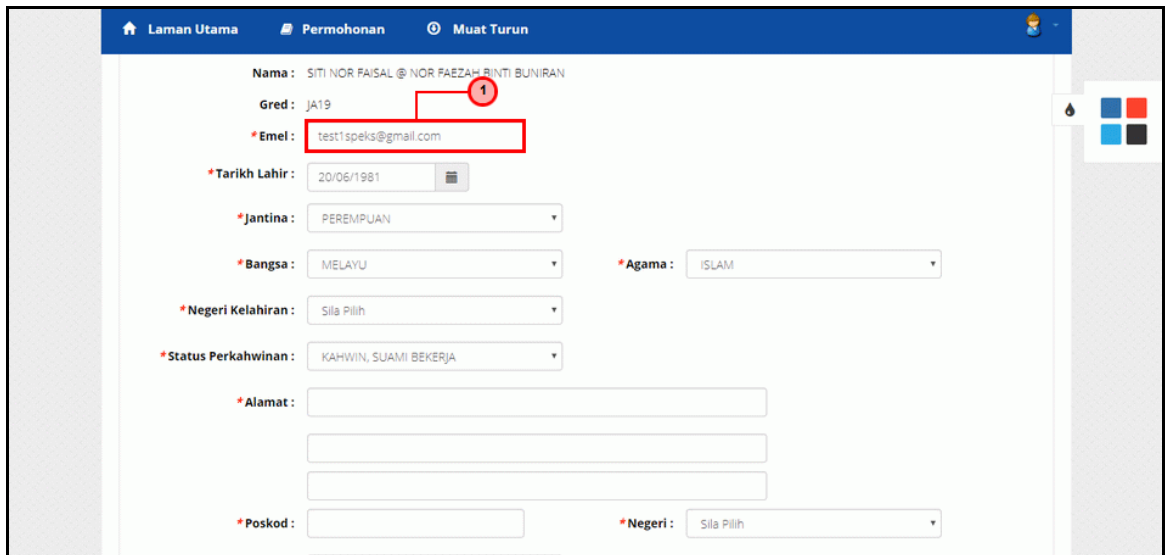 Laman Utama Permohonan Muat Turun
Nama : SITI NOR FAISAL @ NOR FAEZAH BINTI BUNIRAN
1
Gred : JA19
*Emel : test1speks@gmail.com
*Tarikh Lahir : 20/06/1981
*Jantina : PEREMPUAN
*Bangsa : MELAYU *Agama : ISLAM
*Negeri Kelahiran : Sila Pilih
*Status Perkahwinan : KAHWIN, SUAMI BEKERJA
*Alamat :
*Poskod : *Negeri : Sila Pilih